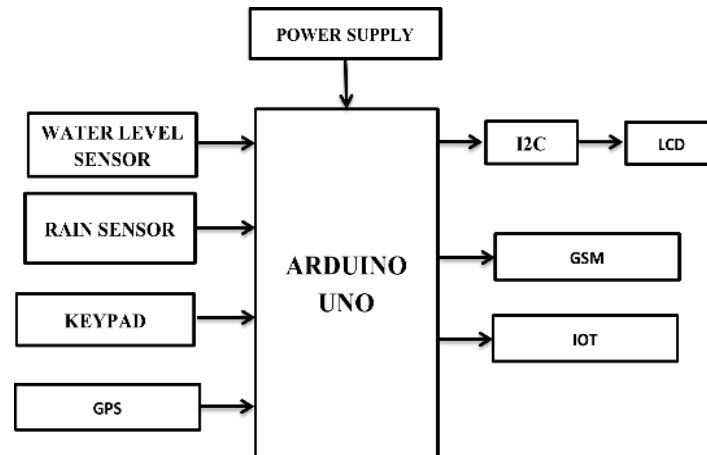 POWER SUPPLY
WATER LEVEL
SENSOR
I2C
LCD
RAIN SENSOR
ARDUINO
UNO
GSM
KEYPAD
IOT
GPS